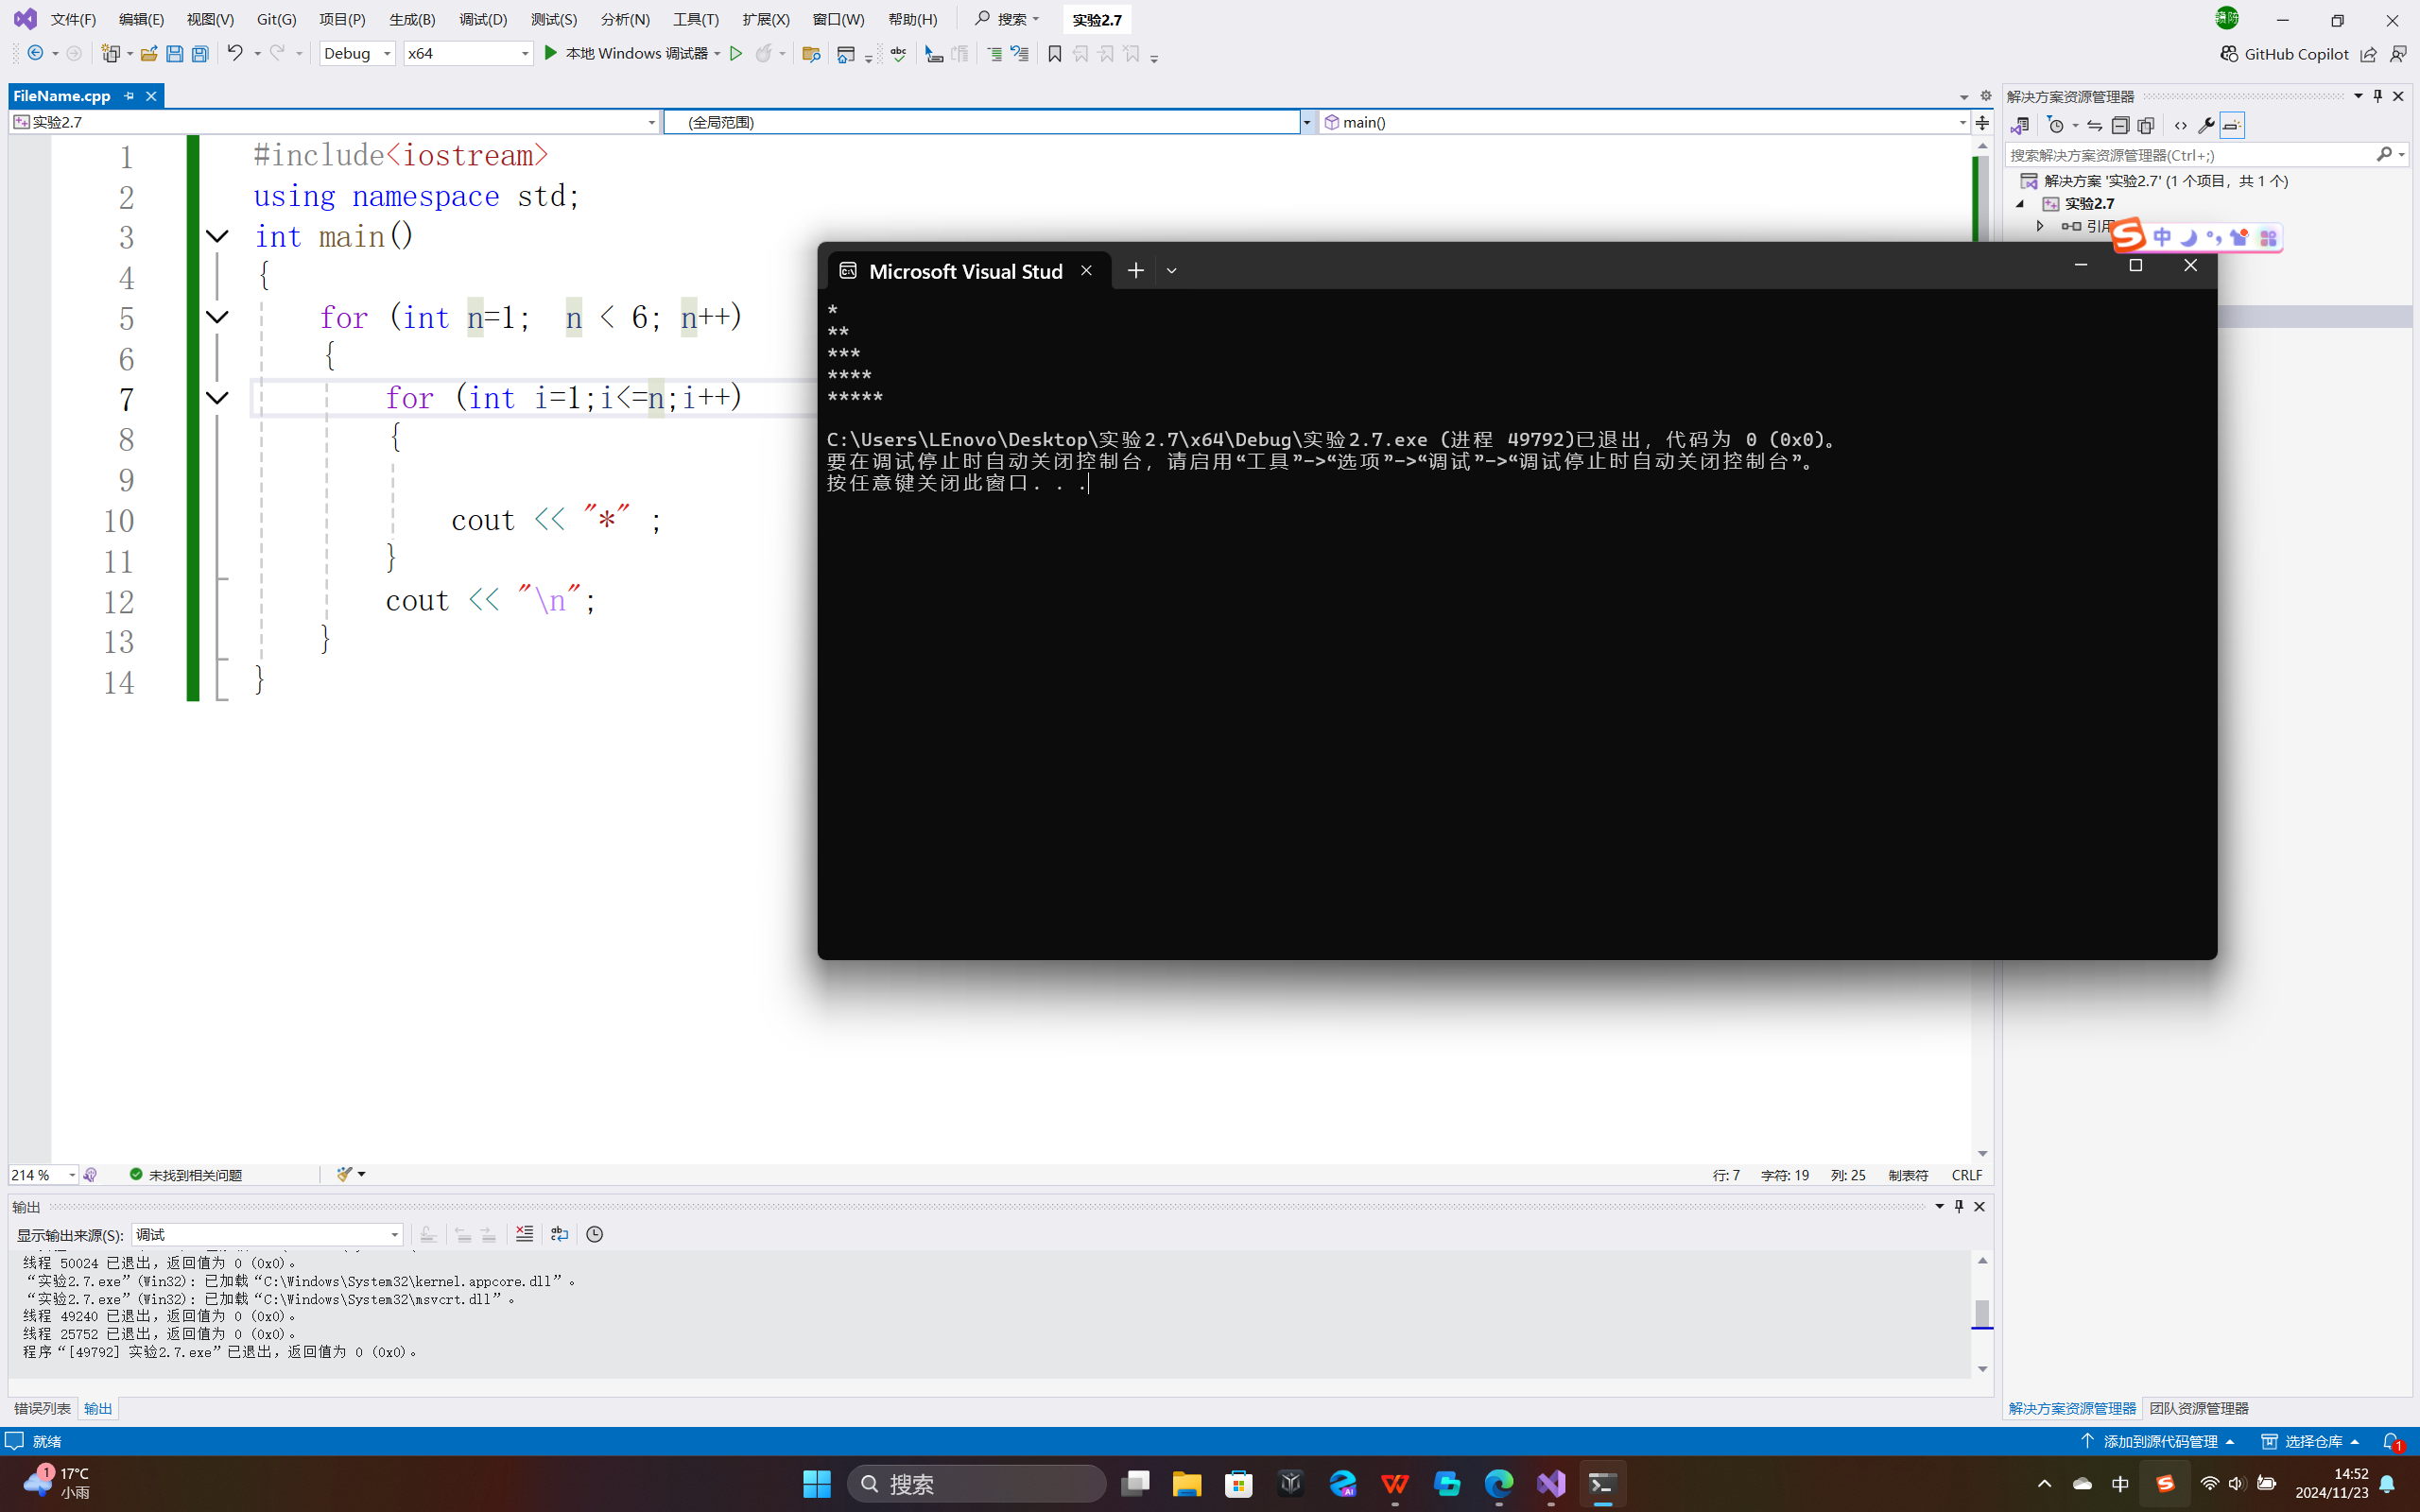 文件(F) 编辑(E) 视图(V) Git(G) 项目(P) 生成(B) 调试(D) 测试(S) 分析(N) 工具(T) 扩展(X) 窗口(W) 帮助(H) 搜索 实验2.7
Debug x64 本地 Windows 调试器 GitHub Copilot
FileName.cpp
实验2.7 (全局范围) main()
1 #include<iostream>
2 using namespace std;
3 int main()
4 {
5 for (int n=1; n < 6; n++)
6 {
7 for (int i=1;i<=n;i++)
8 {
9
10 cout << "*" ;
11 }
12 cout << "\n";
13 }
14 }
Microsoft Visual Stud
*
**
***
****
*****
C:\Users\LEnovo\Desktop\实验2.7\x64\Debug\实验2.7.exe (进程 49792)已退出，代码为 0 (0x0)。
要在调试停止时自动关闭控制台，请启用“工具”->“选项”->“调试”->“调试停止时自动关闭控制台”。
按任意键关闭此窗口. . .
解决方案资源管理器
搜索解决方案资源管理器(Ctrl+;)
解决方案 '实验2.7' (1 个项目，共 1 个)
实验2.7
引用
中
214 % 未找到相关问题 行: 7 字符: 19 列: 25 制表符 CRLF
输出
显示输出来源(S): 调试
线程 50024 已退出，返回值为 0 (0x0)。
“实验2.7.exe”(Win32): 已加载“C:\Windows\System32\kernel.appcore.dll”。
“实验2.7.exe”(Win32): 已加载“C:\Windows\System32\msvcrt.dll”。
线程 49240 已退出，返回值为 0 (0x0)。
线程 25752 已退出，返回值为 0 (0x0)。
程序“[49792] 实验2.7.exe”已退出，返回值为 0 (0x0)。
错误列表 输出
解决方案资源管理器 团队资源管理器
就绪 添加到源代码管理 选择仓库 1
1 17°C
小雨
搜索
中
14:52
2024/11/23